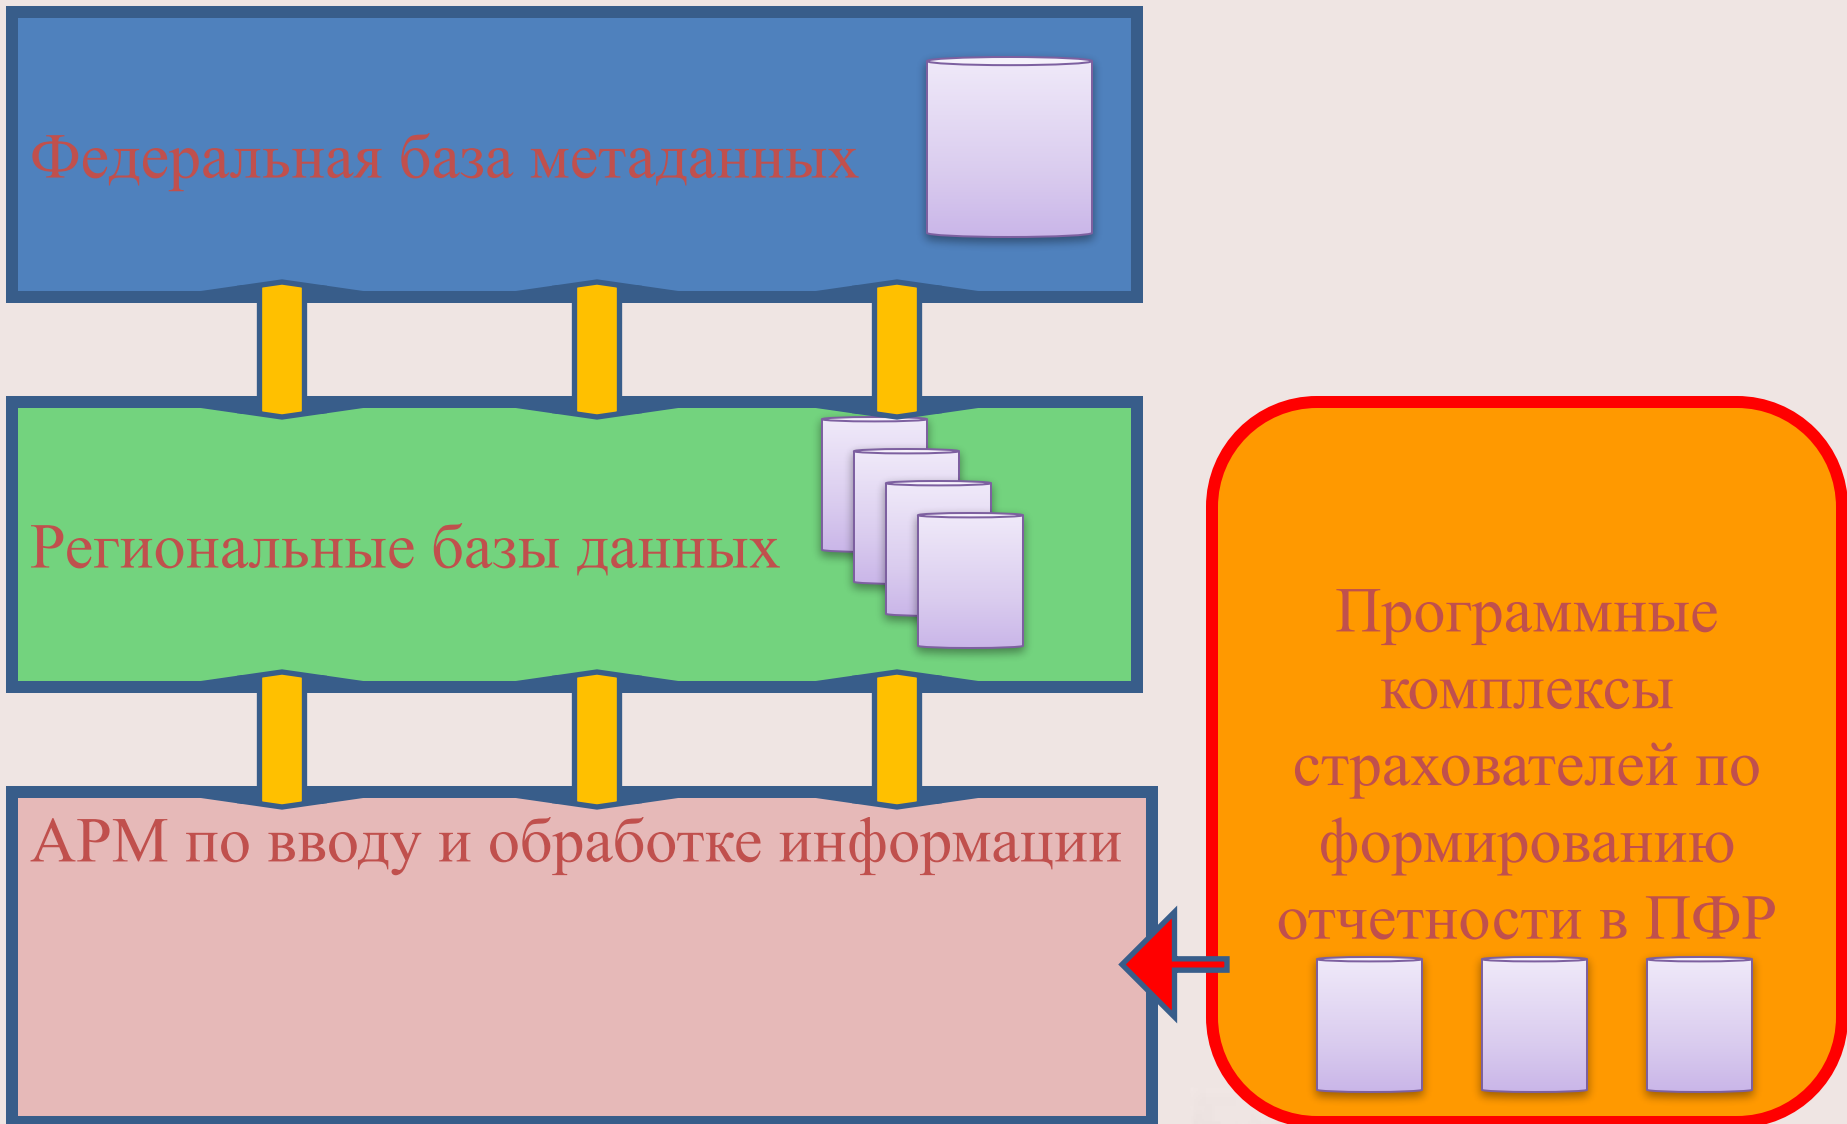 Федеральная база метаданных
Региональные базы данных
АРМ по вводу и обработке информации
Программные
комплексы
страхователей по
формированию
отчетности в ПФР